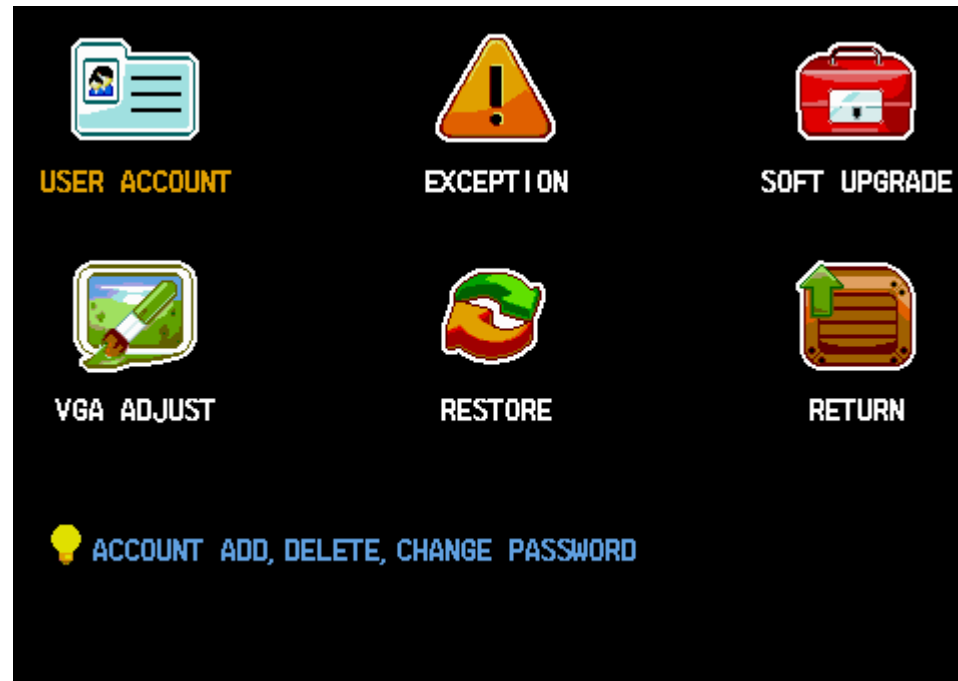 USER ACCOUNT
EXCEPTION
SOFT UPGRADE
VGA ADJUST
RESTORE
RETURN
ACCOUNT ADD, DELETE, CHANGE PASSWORD